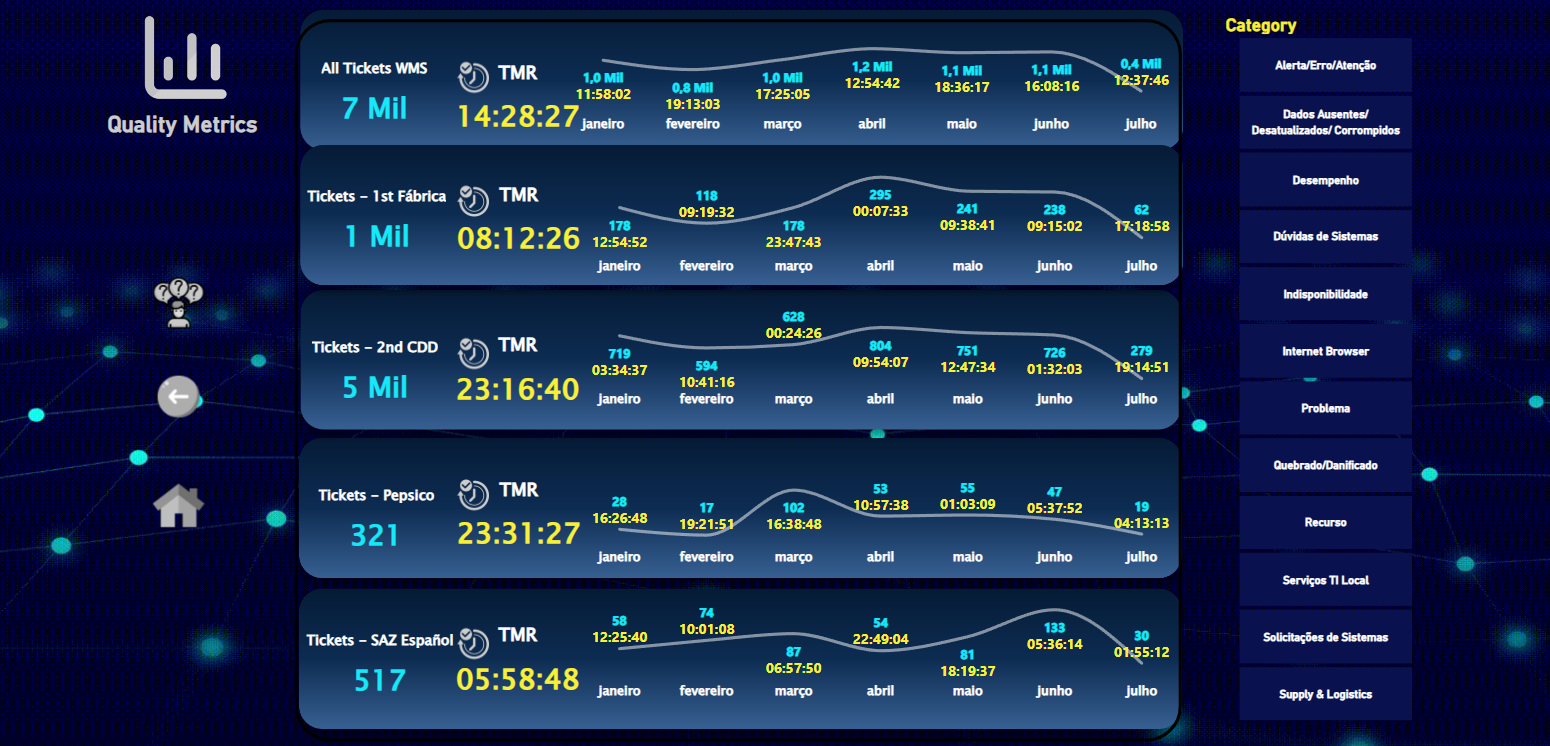 Quality Metrics
All Tickets WMS
7 Mil
TMR
14:28:27
1,0 Mil
11:58:02
janeiro
0,8 Mil
19:13:03
fevereiro
1,0 Mil
17:25:05
março
1,2 Mil
12:54:42
abril
1,1 Mil
18:36:17
maio
1,1 Mil
16:08:16
junho
0,4 Mil
12:37:46
julho
Tickets – 1st Fábrica
1 Mil
TMR
08:12:26
178
12:54:52
janeiro
118
09:19:32
fevereiro
178
23:47:43
março
295
00:07:33
abril
241
09:38:41
maio
238
09:15:02
junho
62
17:18:58
julho
Tickets – 2nd CDD
5 Mil
TMR
23:16:40
719
03:34:37
janeiro
594
10:41:16
fevereiro
628
00:24:26
março
804
09:54:07
abril
751
12:47:34
maio
726
01:32:03
junho
279
19:14:51
julho
Tickets – Pepsico
321
TMR
23:31:27
28
16:26:48
janeiro
17
19:21:51
fevereiro
102
16:38:48
março
53
10:57:38
abril
55
01:03:09
maio
47
05:37:52
junho
19
04:13:13
julho
Tickets – SAZ Español
517
TMR
05:58:48
58
12:25:40
janeiro
74
10:01:08
fevereiro
87
06:57:50
março
54
22:49:04
abril
81
18:19:37
maio
133
05:36:14
junho
30
01:55:12
julho
Category
Alerta/Erro/Atenção
Dados Ausentes/
Desatualizados/ Corrompidos
Desempenho
Dúvidas de Sistemas
Indisponibilidade
Internet Browser
Problema
Quebrado/Danificado
Recurso
Serviços TI Local
Solicitações de Sistemas
Supply & Logistics